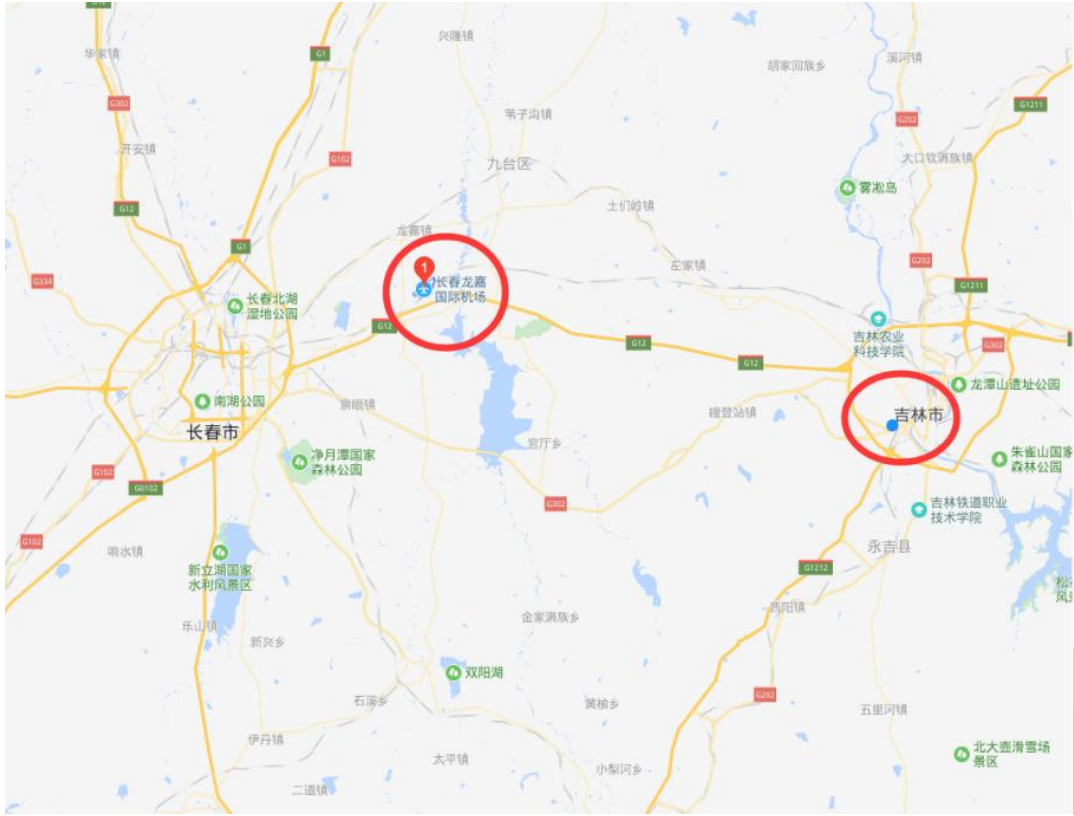 G12
兴隆镇
华家镇
G1
溪河镇
胡家回族乡
G302
G1211
苇子沟镇
G202
开安镇
G102
九台区
大口钦满族镇
雾凇岛
G12
土们岭镇
龙嘉镇
G1
左家镇
G202
1
长春龙嘉
国际机场
G334
G1211
长春北湖
湿地公园
G12
G12
吉林农业
科技学院
G302
G12
龙潭山遗址公园
南湖公园
泉眼镇
搜登站镇
吉林市
长春市
官厅乡
净月潭国家
森林公园
朱雀山国家
森林公园
G102
G0102
G302
吉林铁道职业
技术学院
G102
响水镇
永吉县
新立湖国家
水利风景区
G1212
松
风景
西阳镇
乐山镇
金家满族乡
新兴乡
双阳湖
石溪乡
G202
黄榆乡
五里河镇
伊丹镇
太平镇
北大壶滑雪场
景区
小梨河乡
二道镇